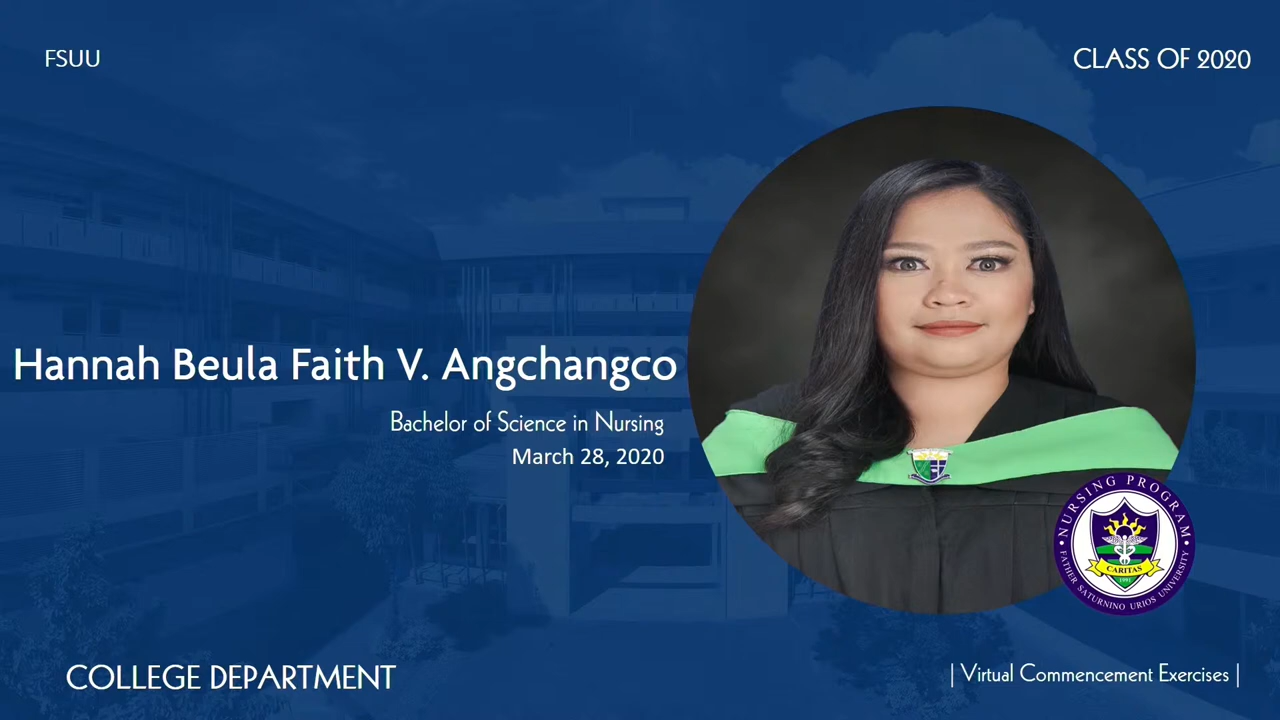 FSUU
CLASS OF 2020
Hannah Beula Faith V. Angchangco
Bachelor of Science in Nursing
March 28, 2020
NURSING PROGRAM
CARITAS
1991
FATHER SATURNINO URIOS UNIVERSITY
COLLEGE DEPARTMENT
| Virtual Commencement Exercises |